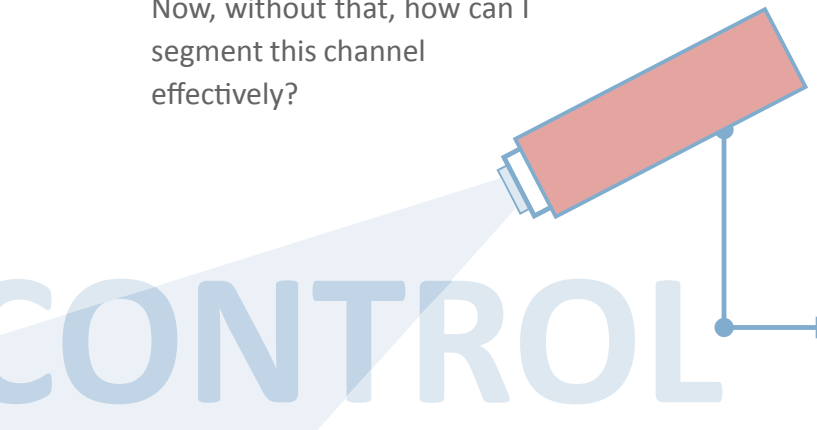 Now, without that, how can I
segment this channel
effectively?
CONTROL